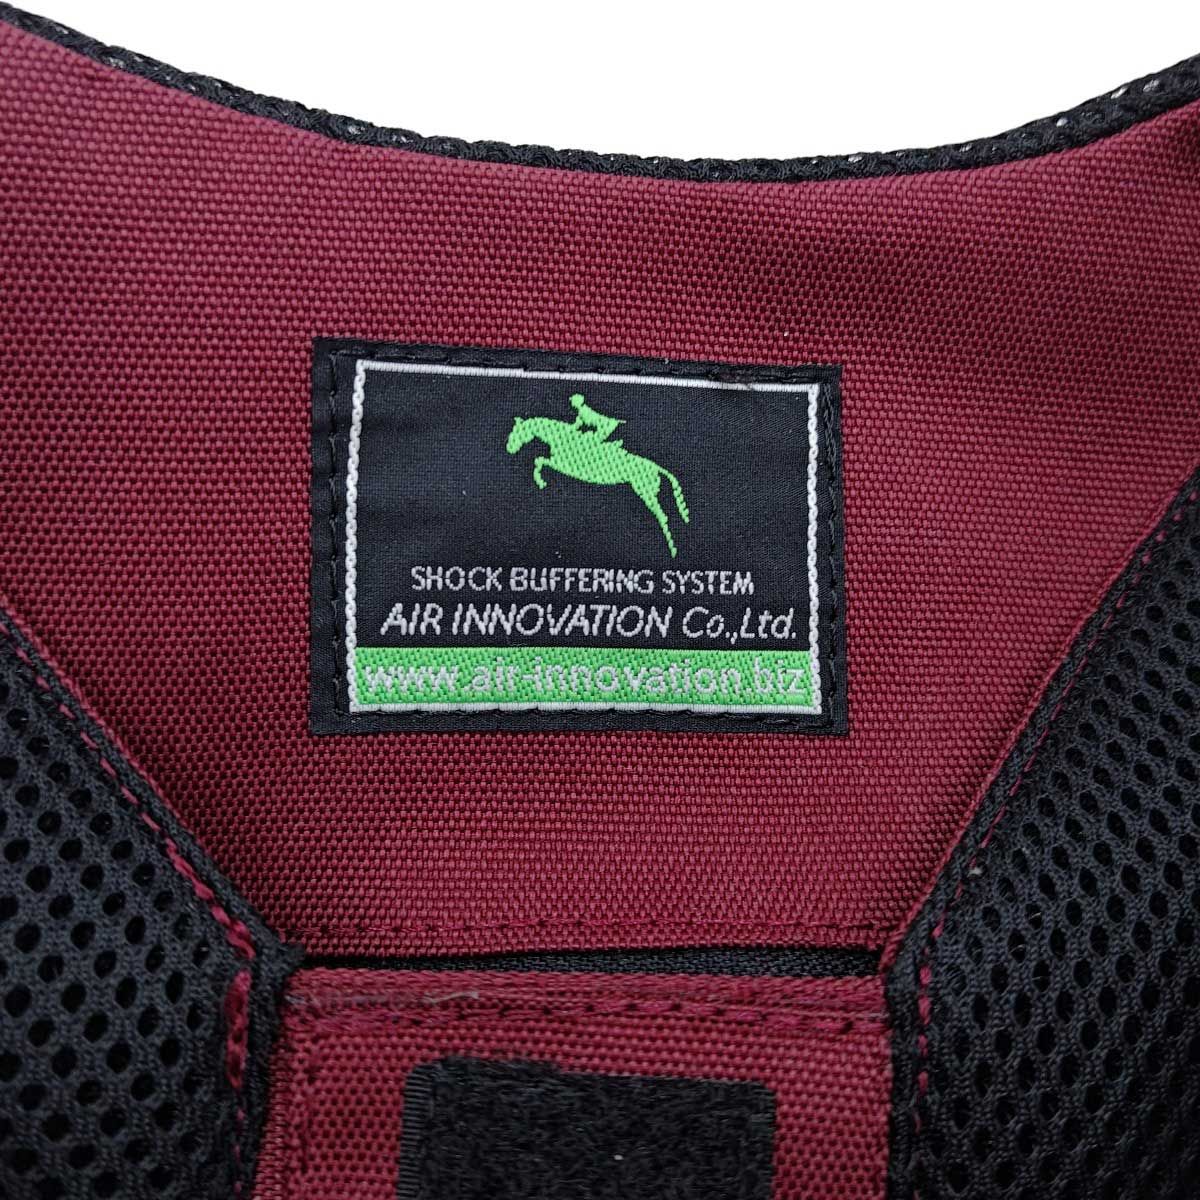 SHOCK BUFFERING SYSTEM
AIR INNOVATION Co.,Ltd.
www.air-innovation.biz